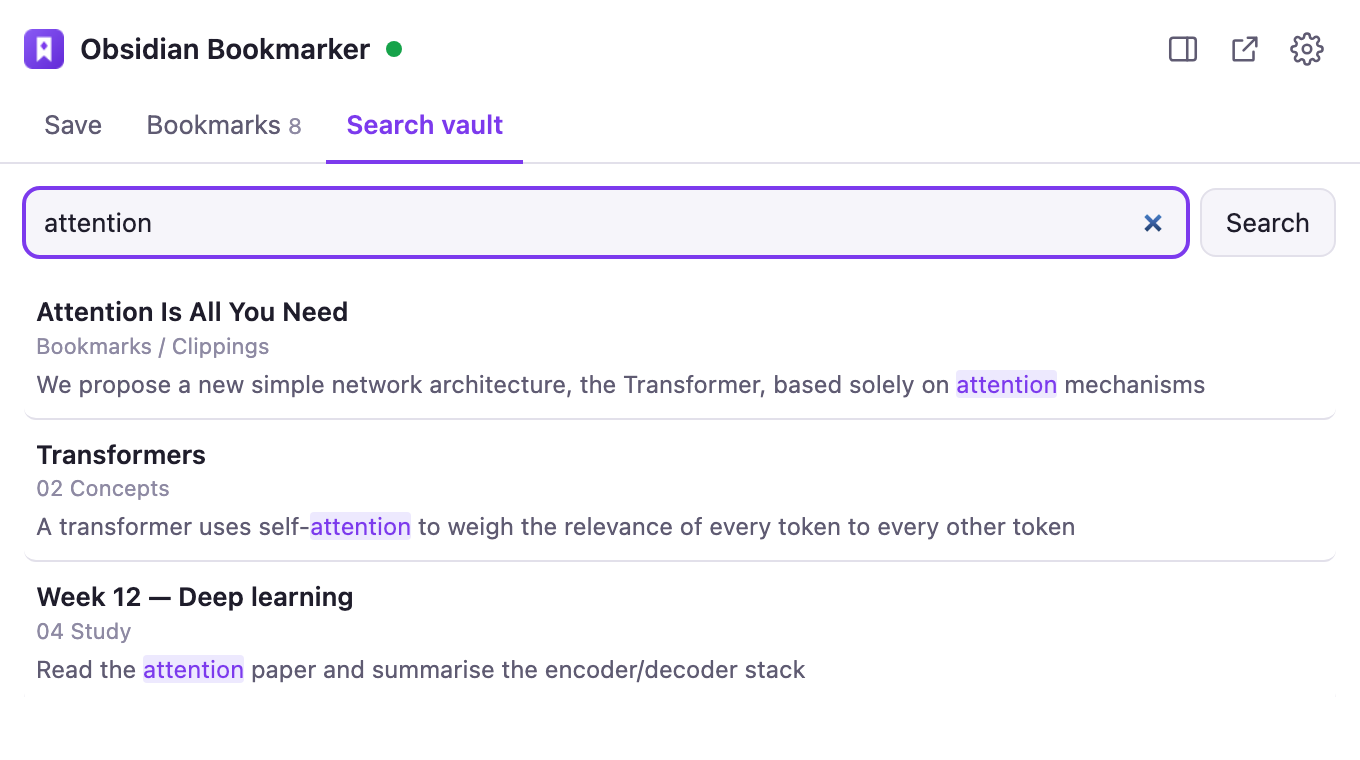 Obsidian Bookmarker
Save Bookmarks 8 Search vault
attention Search
Attention Is All You Need
Bookmarks / Clippings
We propose a new simple network architecture, the Transformer, based solely on attention mechanisms
Transformers
02 Concepts
A transformer uses self-attention to weigh the relevance of every token to every other token
Week 12 — Deep learning
04 Study
Read the attention paper and summarise the encoder/decoder stack